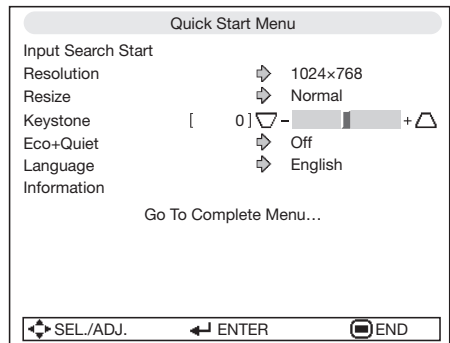 Quick Start Menu
Input Search Start
Resolution 1024×768
Resize Normal
Keystone [ 0 ] - +
Eco+Quiet Off
Language English
Information
Go To Complete Menu…
SEL./ADJ. ENTER END